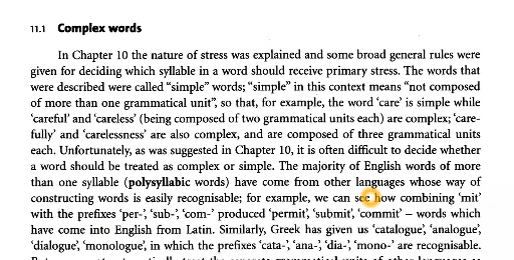 11.1 Complex words
In Chapter 10 the nature of stress was explained and some broad general rules were
given for deciding which syllable in a word should receive primary stress. The words that
were described were called “simple” words; “simple” in this context means “not composed
of more than one grammatical unit”, so that, for example, the word ‘care’ is simple while
‘careful’ and ‘careless’ (being composed of two grammatical units each) are complex; ‘care-
fully’ and ‘carelessness’ are also complex, and are composed of three grammatical units
each. Unfortunately, as was suggested in Chapter 10, it is often difficult to decide whether
a word should be treated as complex or simple. The majority of English words of more
than one syllable (polysyllabic words) have come from other languages whose way of
constructing words is easily recognisable; for example, we can see how combining ‘mit’
with the prefixes ‘per-’, ‘sub-’, ‘com-’ produced ‘permit’, ‘submit’, ‘commit’ – words which
have come into English from Latin. Similarly, Greek has given us ‘catalogue’, ‘analogue’,
‘dialogue’, ‘monologue’, in which the prefixes ‘cata-’, ‘ana-’, ‘dia-’, ‘mono-’ are recognisable.